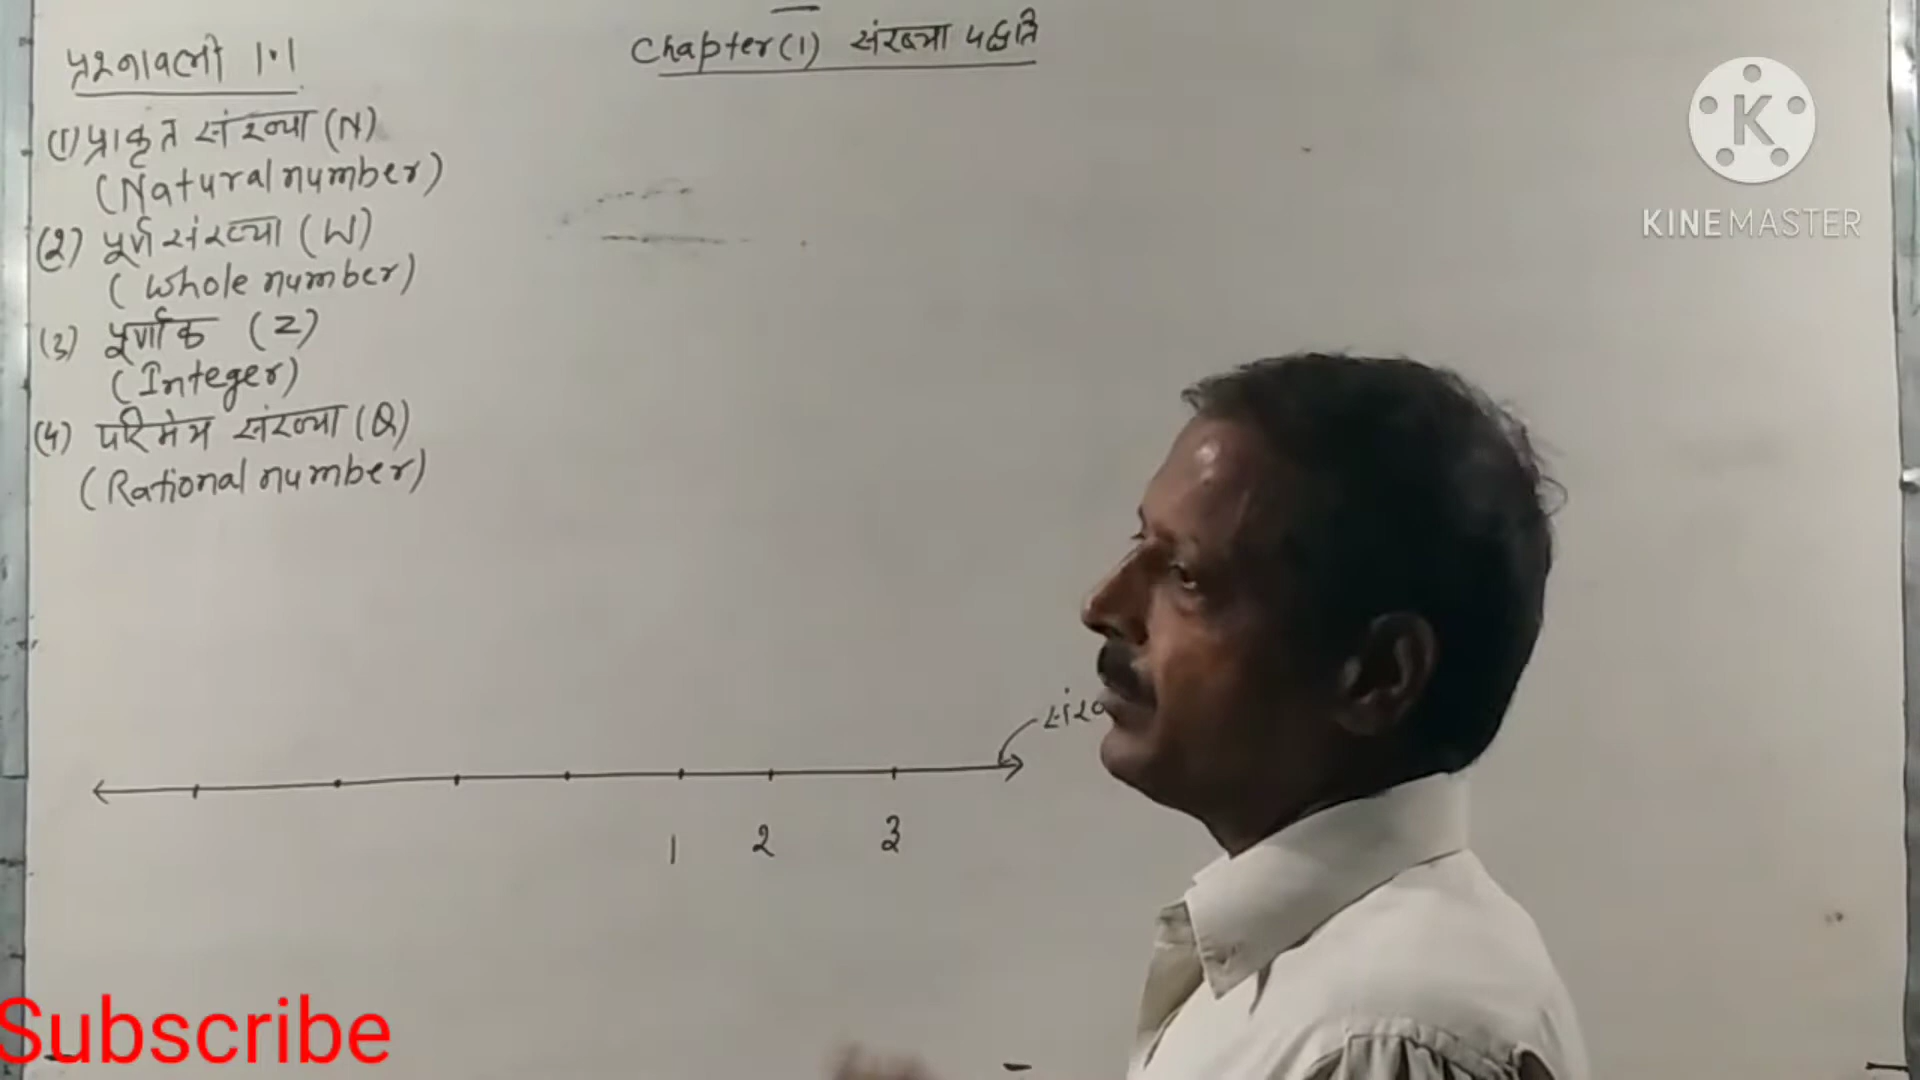 Chapter (1) संख्या पद्धति
प्रश्नावली 1.1
(1) प्राकृत संख्या (N)
(Natural number)
(2) पूर्ण संख्या (W)
(Whole number)
(3) पूर्णांक (Z)
(Integer)
(4) परिमेय संख्या (Q)
(Rational number)
1 2 3
K
KINEMASTER
Subscribe